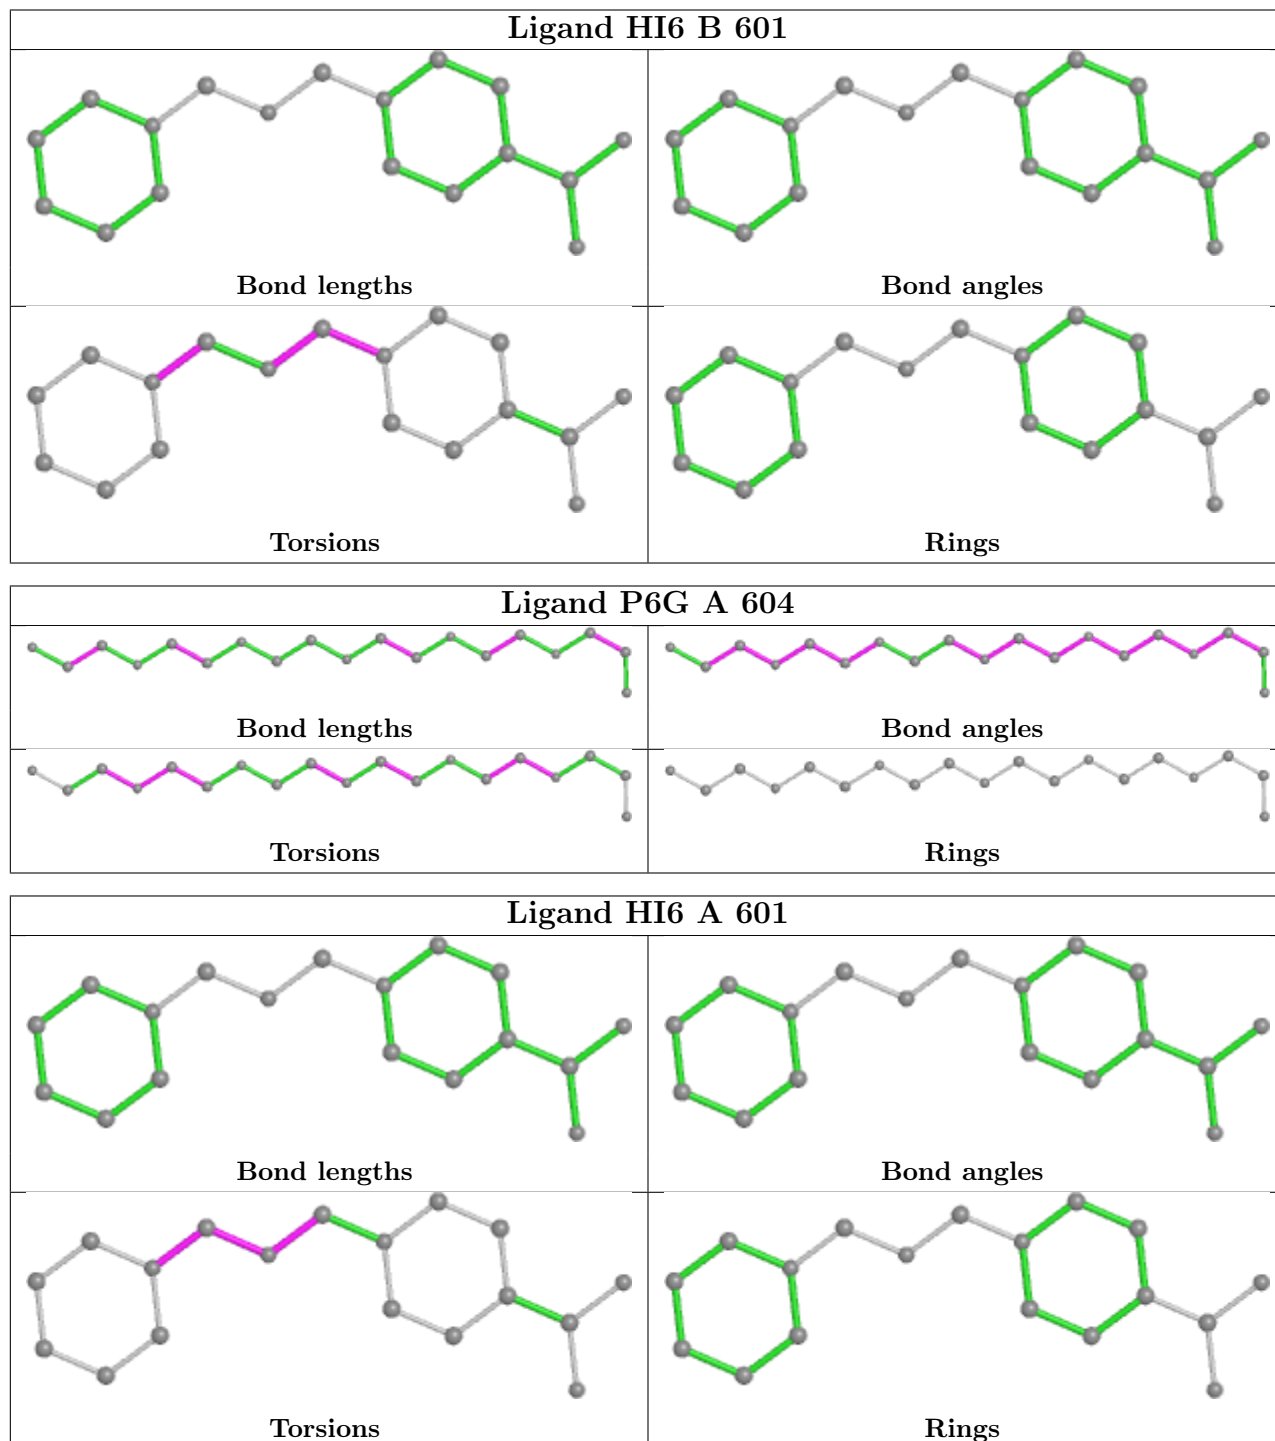 Ligand HI6 B 601
Bond lengths
Bond angles
Torsions
Rings
Ligand P6G A 604
Bond lengths
Bond angles
Torsions
Rings
Ligand HI6 A 601
Bond lengths
Bond angles
Torsions
Rings